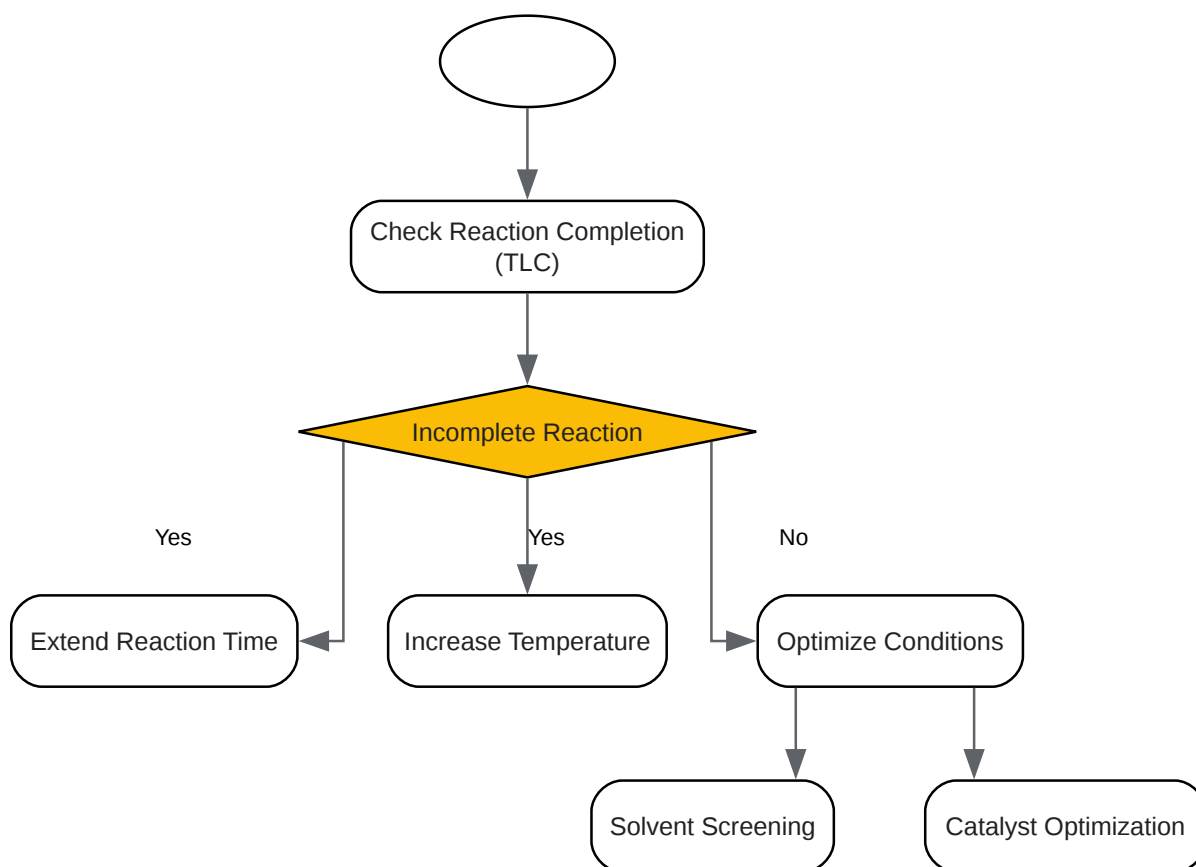 Check Reaction Completion
(TLC)
Incomplete Reaction
Yes
Yes
No
Extend Reaction Time
Increase Temperature
Optimize Conditions
Solvent Screening
Catalyst Optimization